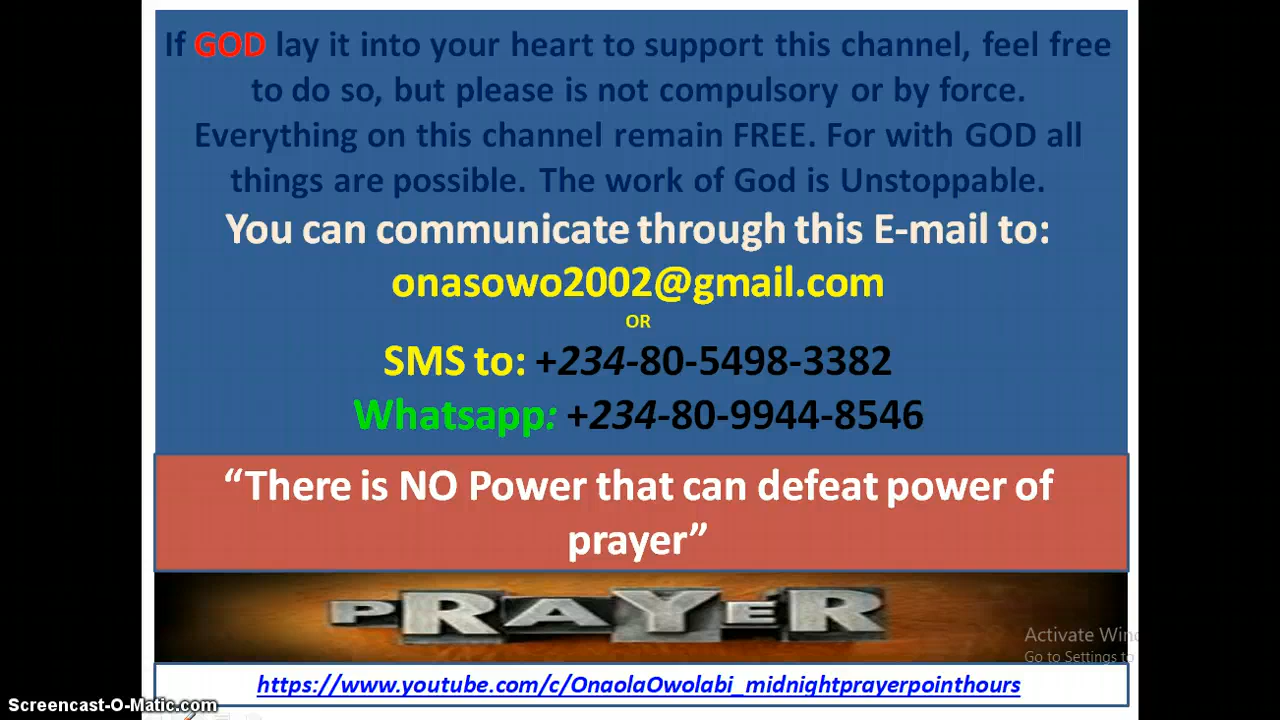 If GOD lay it into your heart to support this channel, feel free
to do so, but please is not compulsory or by force.
Everything on this channel remain FREE. For with GOD all
things are possible. The work of God is Unstoppable.
You can communicate through this E-mail to:
onasowo2002@gmail.com
OR
SMS to: +234-80-5498-3382
Whatsapp: +234-80-9944-8546
“There is NO Power that can defeat power of
prayer”
PRAYER
Activate Win
Go to Settings to
https://www.youtube.com/c/OnaolaOwolabi_midnightprayerpointhours
Screencast-O-Matic.com